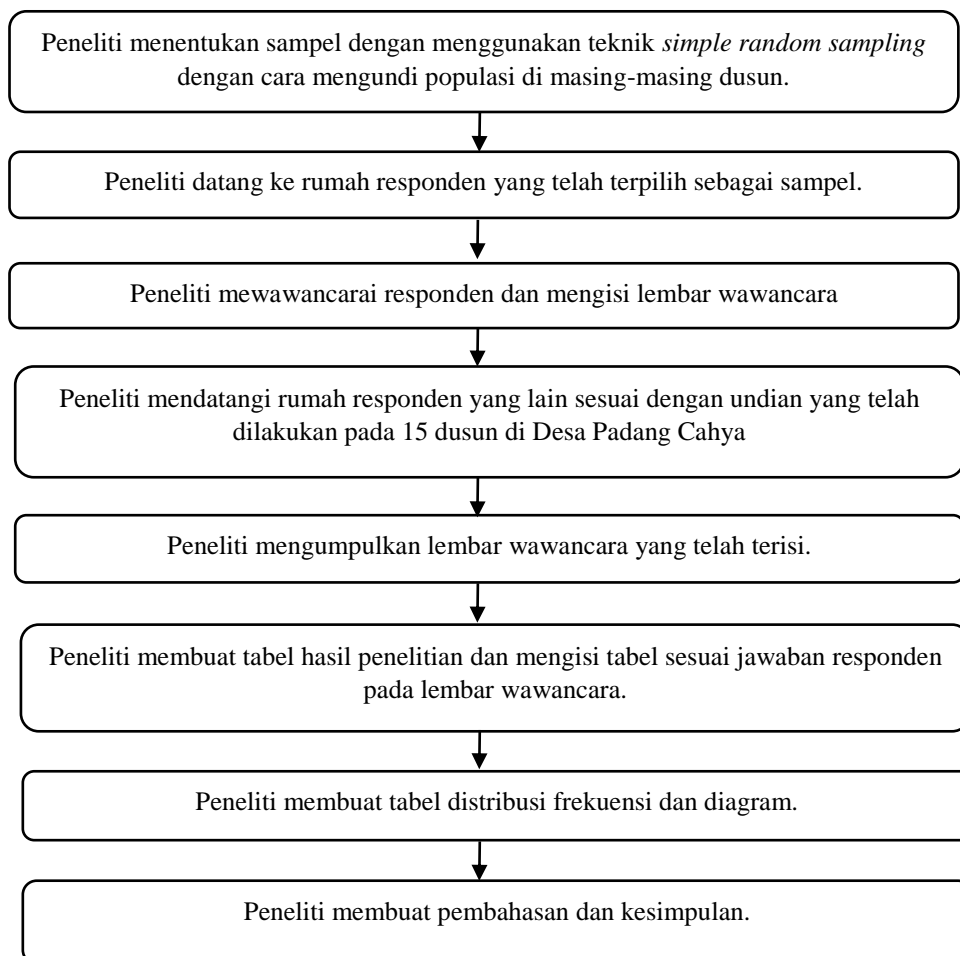 Peneliti menentukan sampel dengan menggunakan teknik simple random sampling
dengan cara mengundi populasi di masing-masing dusun.
Peneliti datang ke rumah responden yang telah terpilih sebagai sampel.
Peneliti mewawancarai responden dan mengisi lembar wawancara
Peneliti mendatangi rumah responden yang lain sesuai dengan undian yang telah
dilakukan pada 15 dusun di Desa Padang Cahya
Peneliti mengumpulkan lembar wawancara yang telah terisi.
Peneliti membuat tabel hasil penelitian dan mengisi tabel sesuai jawaban responden
pada lembar wawancara.
Peneliti membuat tabel distribusi frekuensi dan diagram.
Peneliti membuat pembahasan dan kesimpulan.